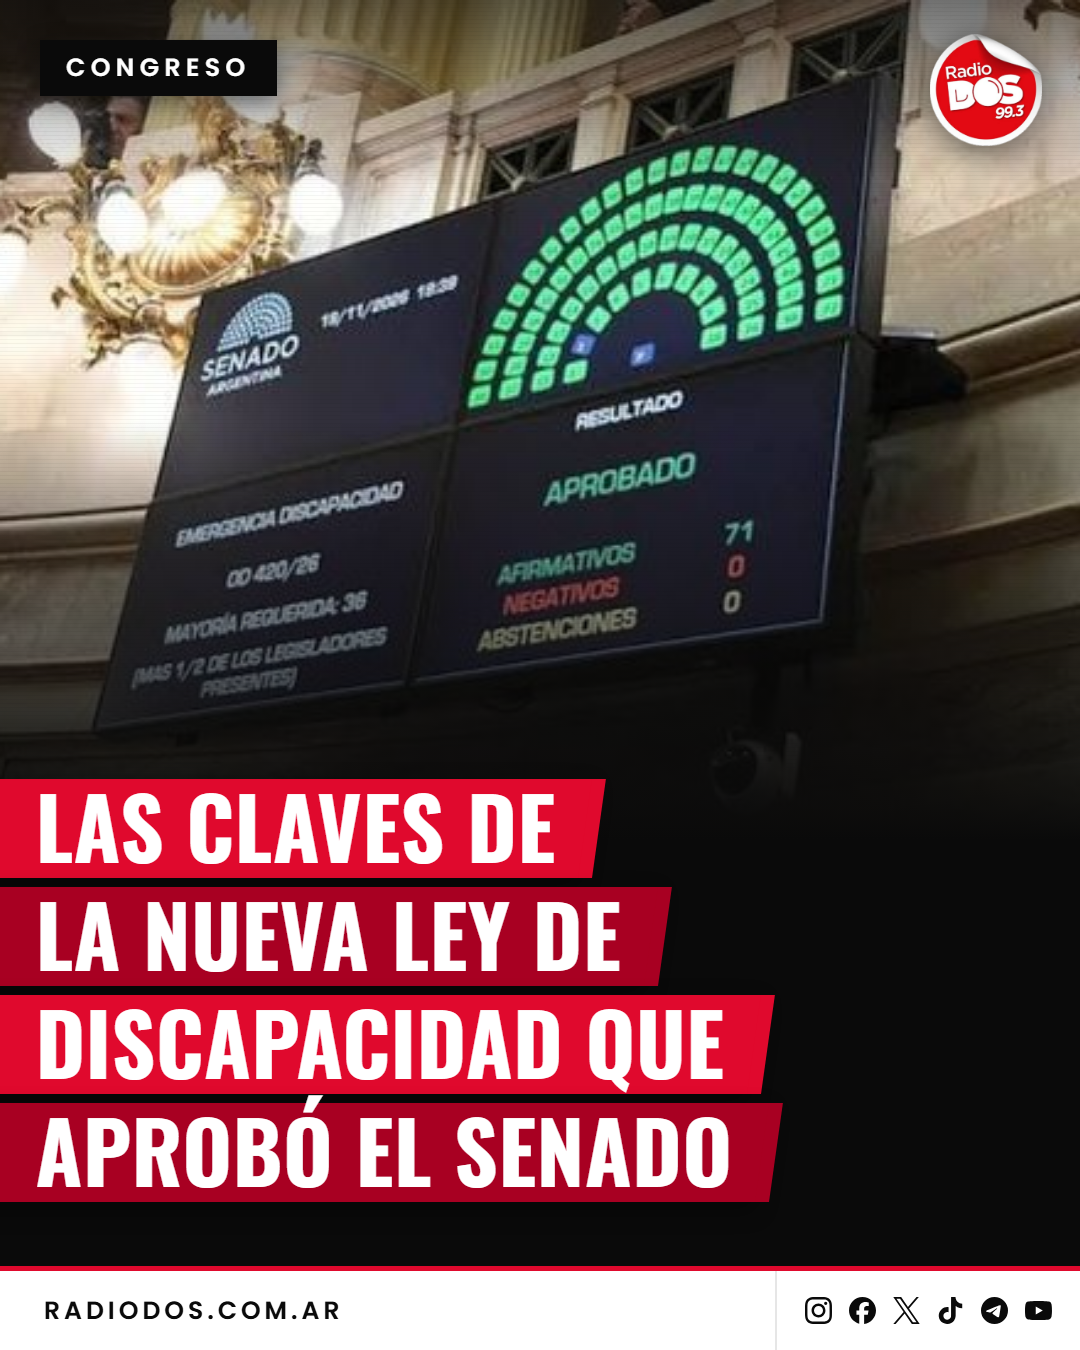 CONGRESO
Radio
DOS
99.3
SENADO
ARGENTINA
RESULTADO
APROBADO
AFIRMATIVOS 71
NEGATIVOS 0
ABSTENCIONES 0
EMERGENCIA DISCAPACIDAD
OD 420/26
MAYORÍA REQUERIDA: 36
(MAS 1/2 DE LOS LEGISLADORES
PRESENTES)
LAS CLAVES DE
LA NUEVA LEY DE
DISCAPACIDAD QUE
APROBÓ EL SENADO
RADIODOS.COM.AR